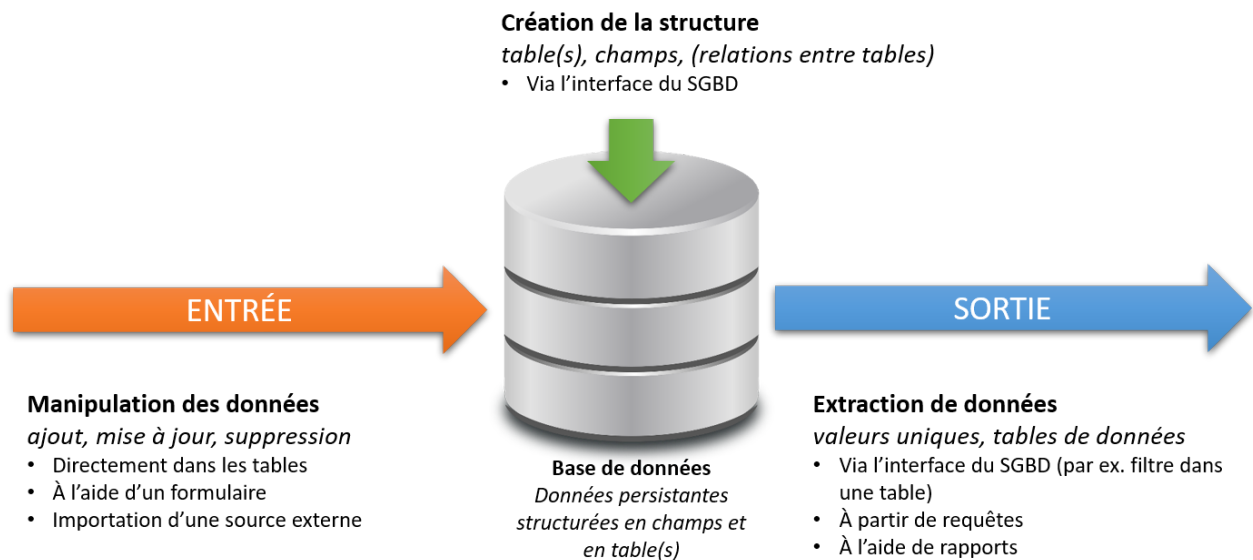 Création de la structure
table(s), champs, (relations entre tables)
• Via l’interface du SGBD
ENTRÉE
SORTIE
Manipulation des données
ajout, mise à jour, suppression
• Directement dans les tables
• À l’aide d’un formulaire
• Importation d’une source externe
Base de données
Données persistantes
structurées en champs et
en table(s)
Extraction de données
valeurs uniques, tables de données
• Via l’interface du SGBD (par ex. filtre dans
une table)
• À partir de requêtes
• À l’aide de rapports